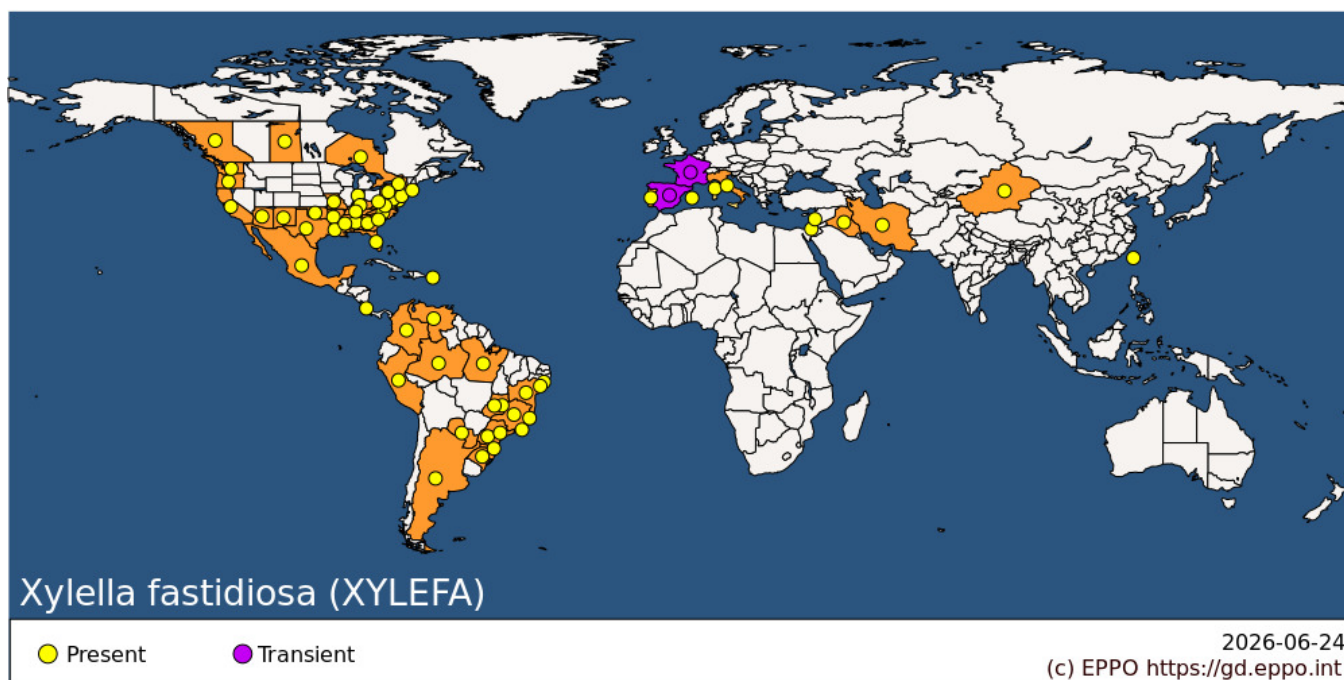 Xylella fastidiosa (XYLEFA)
Present
Transient
2026-06-24
(c) EPPO https://gd.eppo.int